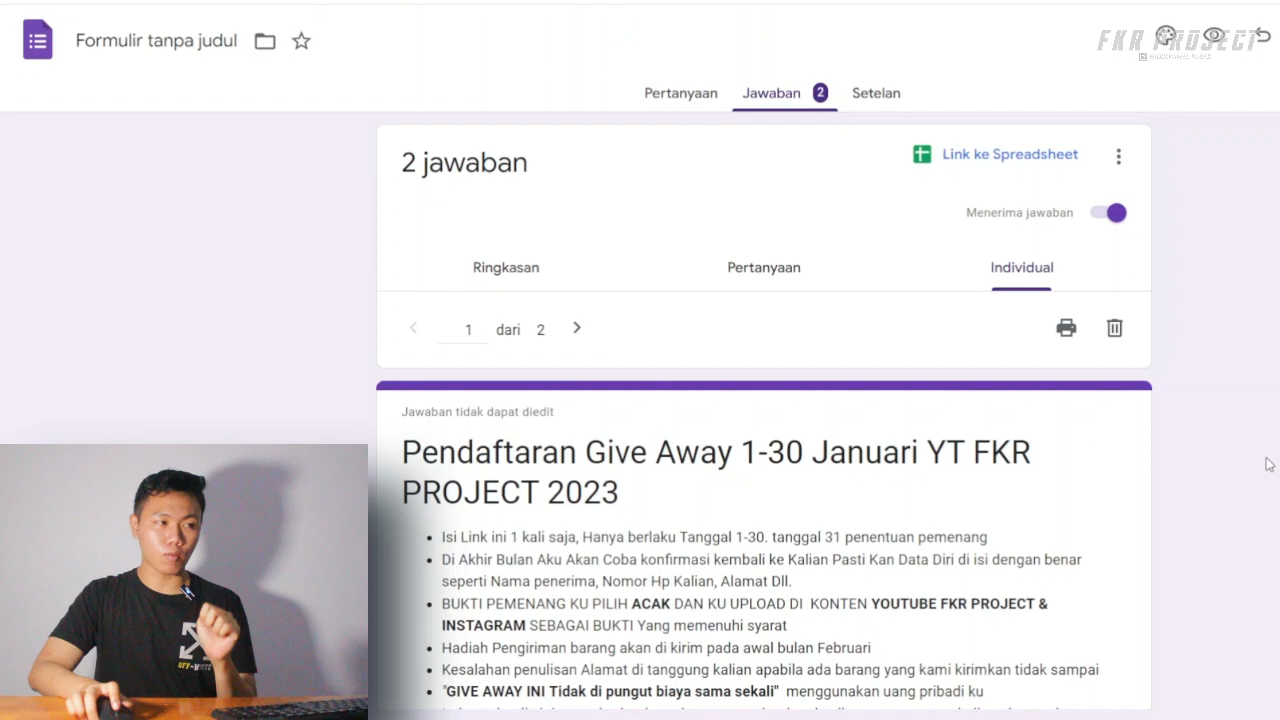 Formulir tanpa judul
FKR PROJECT
Pertanyaan Jawaban 2 Setelan
2 jawaban
Link ke Spreadsheet
Menerima jawaban
Ringkasan Pertanyaan Individual
1 dari 2
Jawaban tidak dapat diedit
Pendaftaran Give Away 1-30 Januari YT FKR
PROJECT 2023
Isi Link ini 1 kali saja, Hanya berlaku Tanggal 1-30. tanggal 31 penentuan pemenang
Di Akhir Bulan Aku Akan Coba konfirmasi kembali ke Kalian Pasti Kan Data Diri di isi dengan benar
seperti Nama penerima, Nomor Hp Kalian, Alamat Dll.
BUKTI PEMENANG KU PILIH ACAK DAN KU UPLOAD DI KONTEN YOUTUBE FKR PROJECT &
INSTAGRAM SEBAGAI BUKTI Yang memenuhi syarat
Hadiah Pengiriman barang akan di kirim pada awal bulan Februari
Kesalahan penulisan Alamat di tanggung kalian apabila ada barang yang kami kirimkan tidak sampai
"GIVE AWAY INI Tidak di pungut biaya sama sekali" menggunakan uang pribadi ku
OFF-WHITE